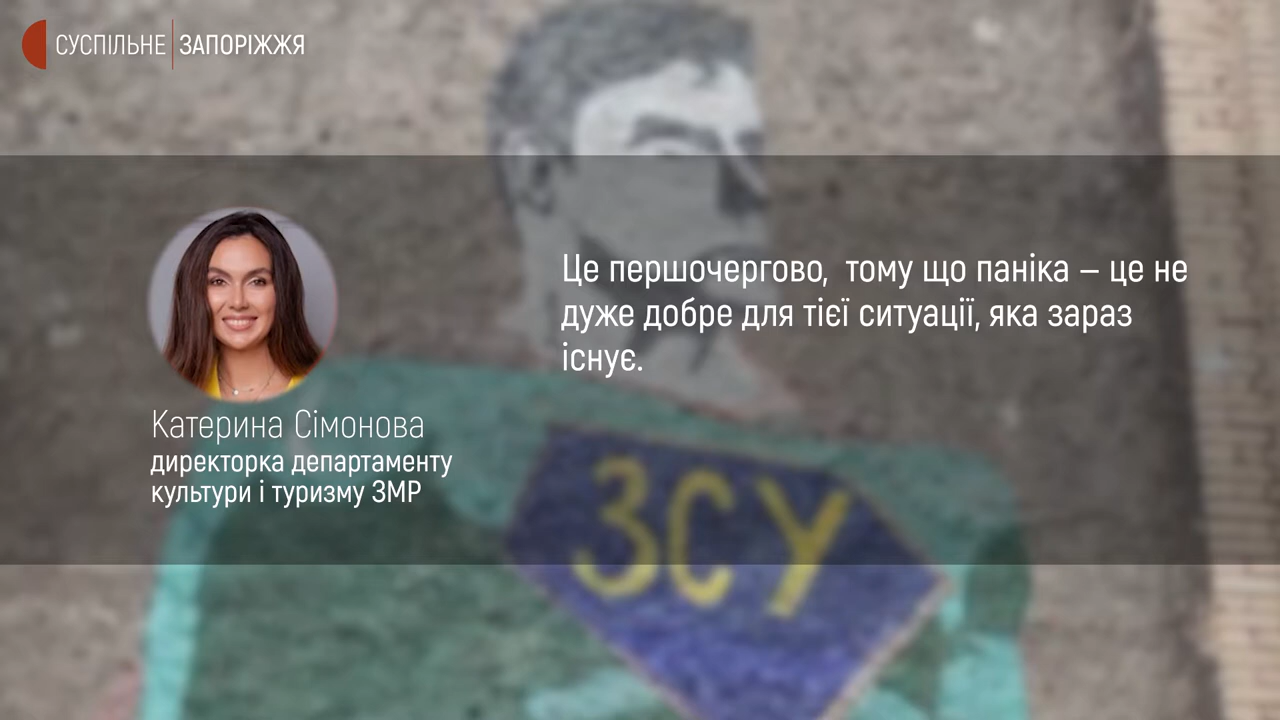 СУСПІЛЬНЕ ЗАПОРІЖЖЯ
Це першочергово, тому що паніка – це не
дуже добре для тієї ситуації, яка зараз
існує.
Катерина Сімонова
директорка департаменту
культури і туризму ЗМР
ЗСУ